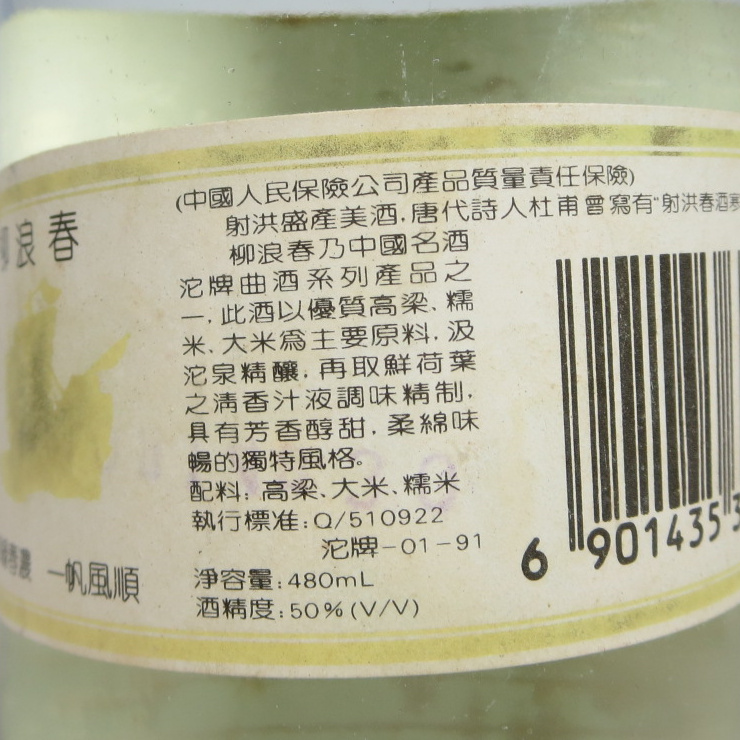 浪春
(中國人民保險公司產品質量責任保險)
射洪盛產美酒.唐代詩人杜甫曾寫有"射洪春酒寒
柳浪春乃中國名酒
沱牌曲酒系列產品之
一.此酒以優質高梁、糯
米、大米為主要原料,汲
沱泉精釀.再取鮮荷葉
之清香汁液調味精制,
具有芳香醇甜.柔綿味
暢的獨特風格。
配料:高梁、大米、糯米
執行標准:Q/510922
沱牌-01-91
淨容量:480mL
酒精度:50%(V/V)
一帆風順
6 901435 3